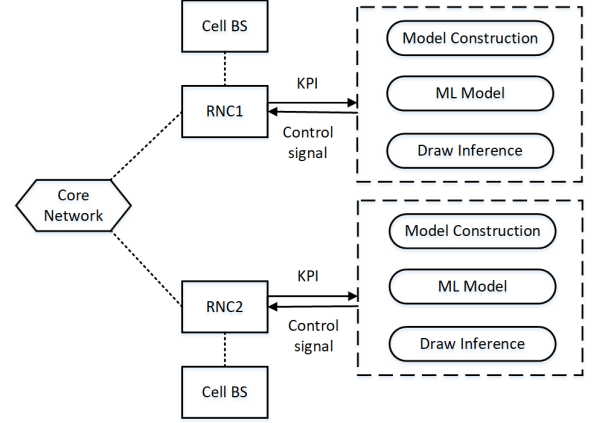 Cell BS
RNC1
KPI
Control
signal
Model Construction
ML Model
Draw Inference
Core
Network
RNC2
KPI
Control
signal
Model Construction
ML Model
Draw Inference
Cell BS